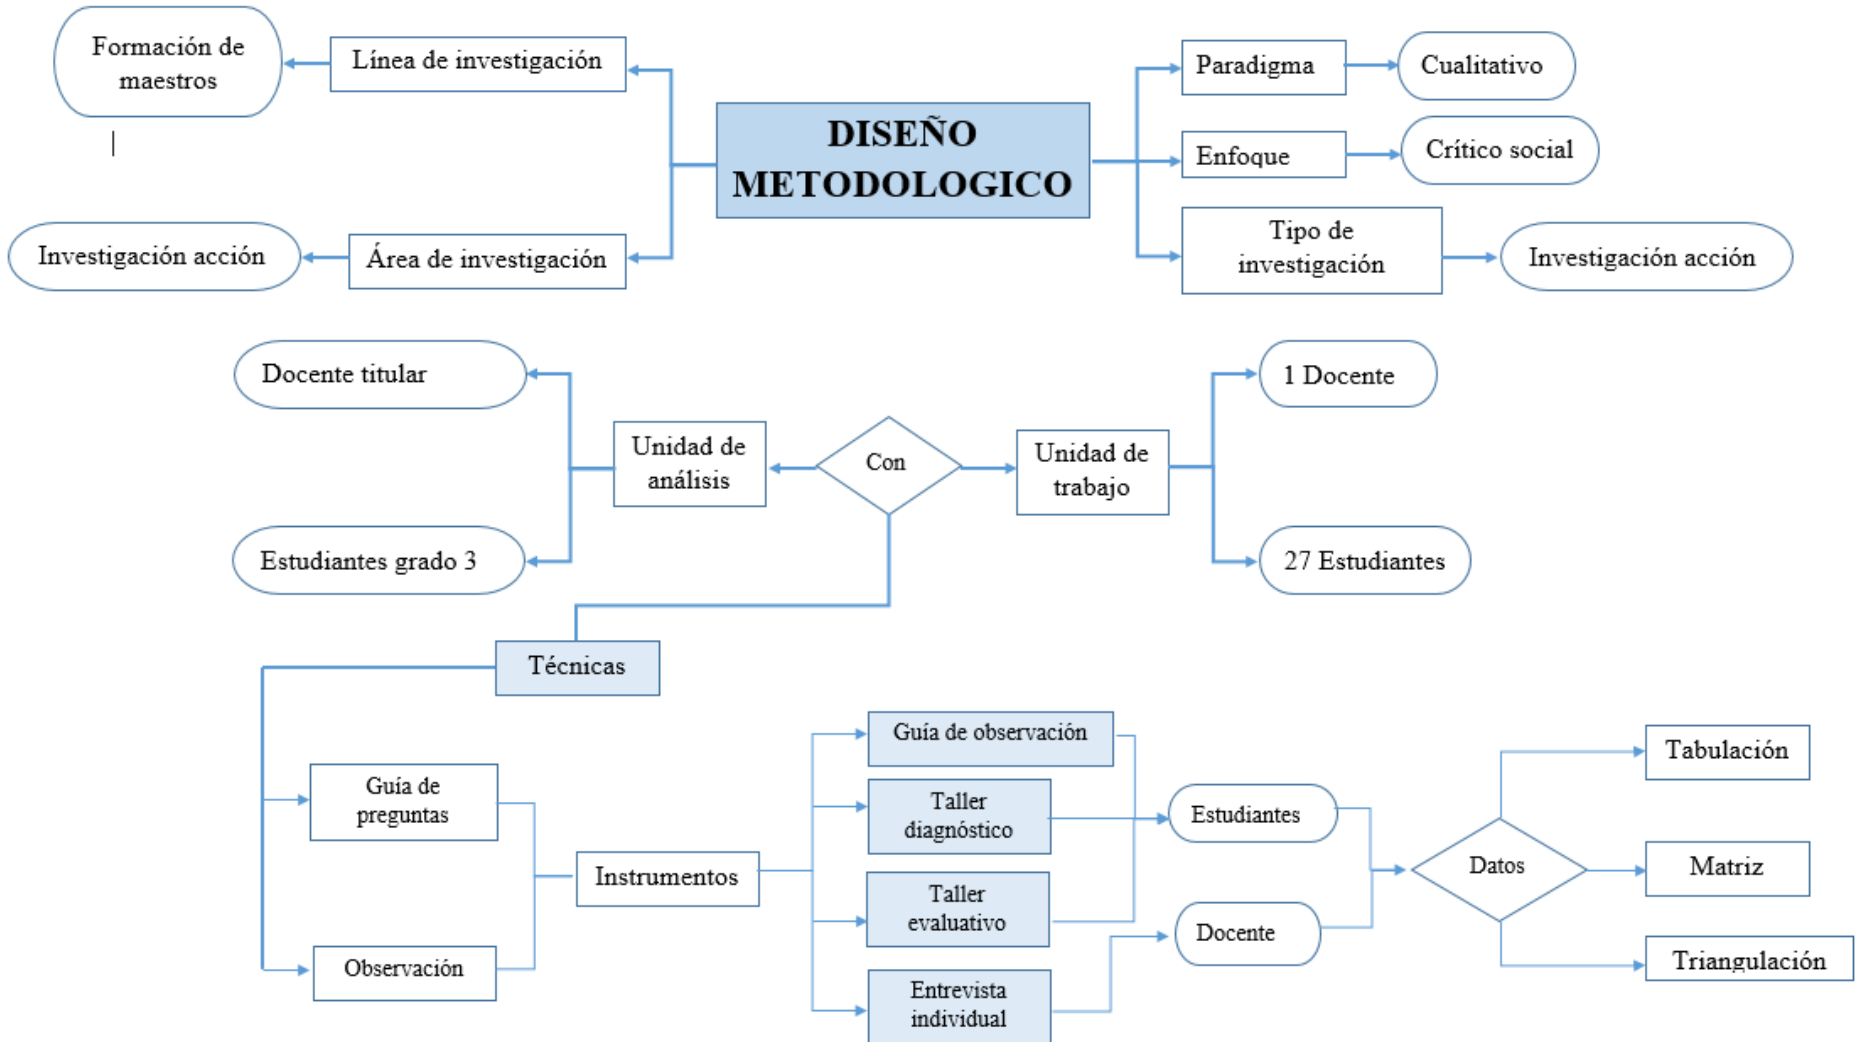 Formación de
maestros
Línea de investigación
DISEÑO
METODOLOGICO
Paradigma
Cualitativo
Enfoque
Crítico social
Investigación acción
Área de investigación
Tipo de
investigación
Investigación acción
Docente titular
1 Docente
Unidad de
análisis
Con
Unidad de
trabajo
Estudiantes grado 3
27 Estudiantes
Técnicas
Guía de
preguntas
Observación
Instrumentos
Guía de observación
Taller
diagnóstico
Taller
evaluativo
Entrevista
individual
Estudiantes
Docente
Datos
Tabulación
Matriz
Triangulación